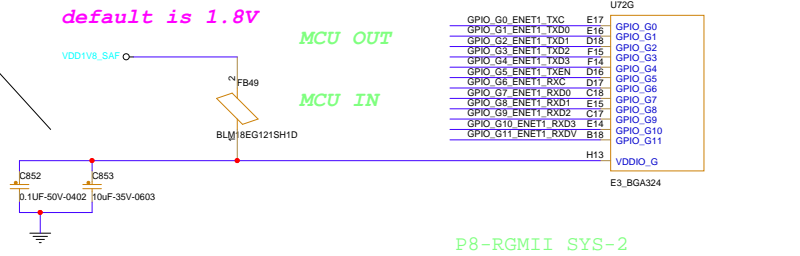 U72G
default is 1.8V
MCU OUT
MCU IN
VDD1V8_SAF
2
FB49
1
BLM18EG121SH1D
GPIO_G0_ENET1_TXC E17 GPIO_G0
GPIO_G1_ENET1_TXD0 E16 GPIO_G1
GPIO_G2_ENET1_TXD1 D18 GPIO_G2
GPIO_G3_ENET1_TXD2 F15 GPIO_G3
GPIO_G4_ENET1_TXD3 F14 GPIO_G4
GPIO_G5_ENET1_TXEN D16 GPIO_G5
GPIO_G6_ENET1_RXC D17 GPIO_G6
GPIO_G7_ENET1_RXD0 C18 GPIO_G7
GPIO_G8_ENET1_RXD1 E15 GPIO_G8
GPIO_G9_ENET1_RXD2 C17 GPIO_G9
GPIO_G10_ENET1_RXD3 E14 GPIO_G10
GPIO_G11_ENET1_RXDV B18 GPIO_G11
H13 VDDIO_G
E3_BGA324
C852
0.1UF-50V-0402
C853
10uF-35V-0603
P8-RGMII SYS-2